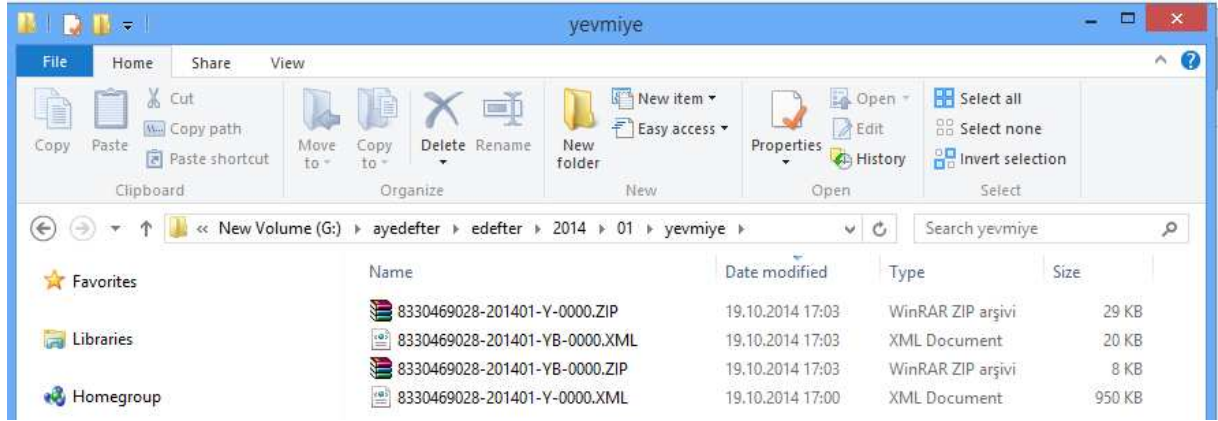 yevmiye
File Home Share View
Copy Paste Cut Copy path Paste shortcut Move to Copy to Delete Rename New folder New item Easy access Properties Open Edit History Select all Select none Invert selection
Clipboard Organize New Open Select
« New Volume (G:) ayedefter edefter 2014 01 yevmiye Search yevmiye
Favorites
Libraries
Homegroup
Name Date modified Type Size
8330469028-201401-Y-0000.ZIP 19.10.2014 17:03 WinRAR ZIP arşivi 29 KB
8330469028-201401-YB-0000.XML 19.10.2014 17:03 XML Document 20 KB
8330469028-201401-YB-0000.ZIP 19.10.2014 17:03 WinRAR ZIP arşivi 8 KB
8330469028-201401-Y-0000.XML 19.10.2014 17:00 XML Document 950 KB